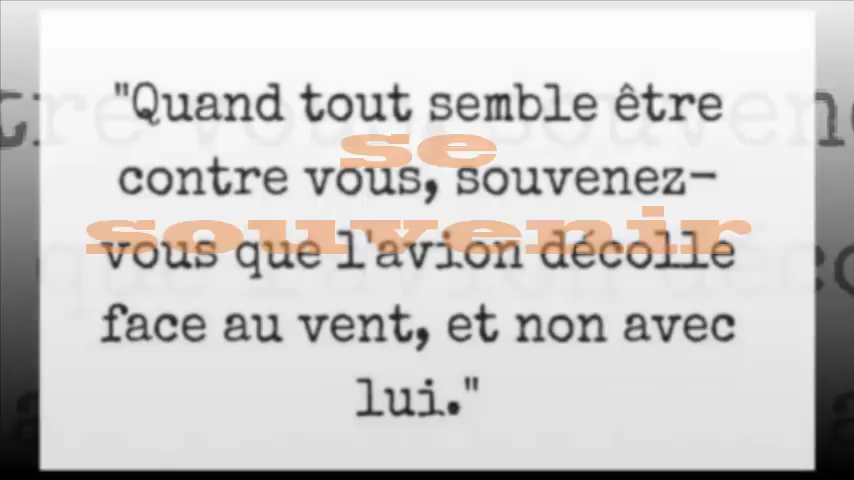 "Quand tout semble être
se
contre vous, souvenez-
souvenir
vous que l'avion décolle
face au vent, et non avec
lui."